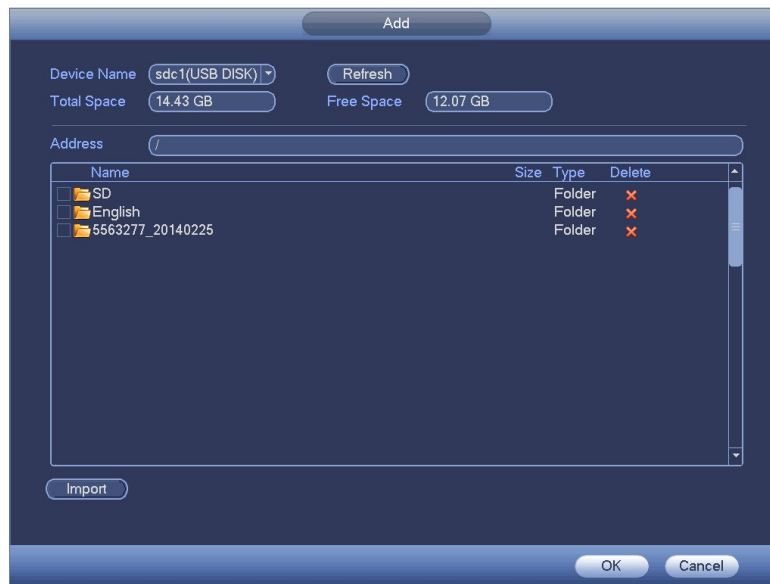 Add
Device Name sdc1(USB DISK) Refresh
Total Space 14.43 GB Free Space 12.07 GB
Address /
Name Size Type Delete
SD Folder
English Folder
5563277_20140225 Folder
Import
OK Cancel